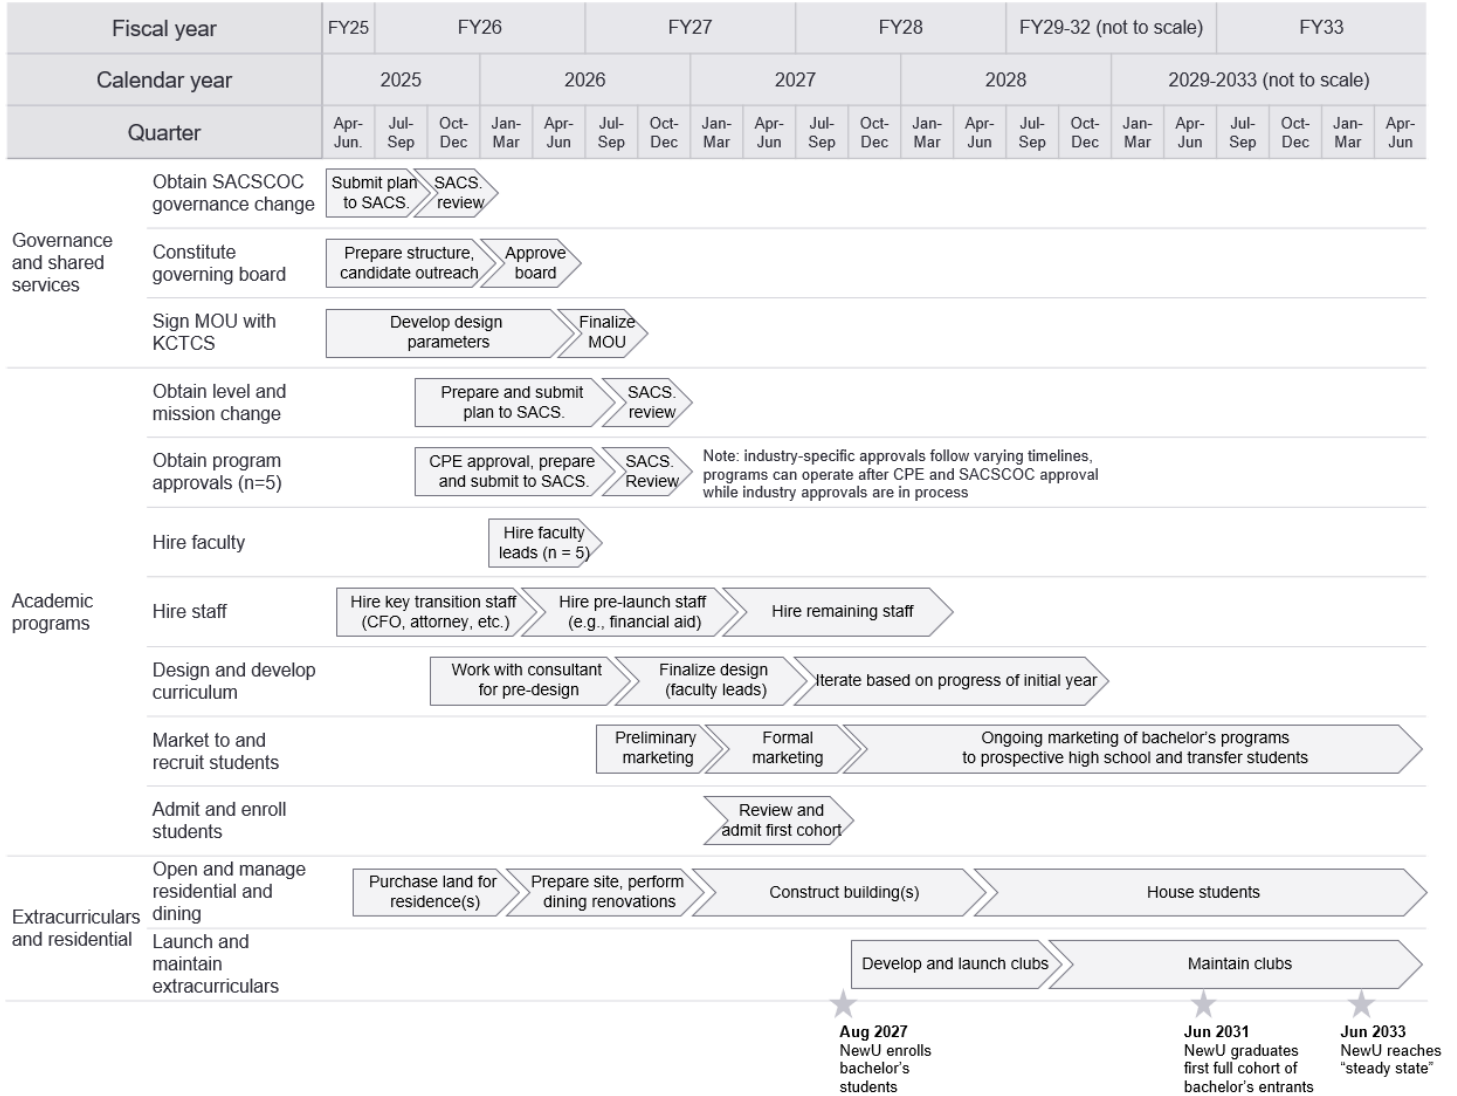 Fiscal year
FY25
FY26
FY27
FY28
FY29-32 (not to scale)
FY33
Calendar year
2025
2026
2027
2028
2029-2033 (not to scale)
Quarter
Apr-
Jun.
Jul-
Sep
Oct-
Dec
Jan-
Mar
Apr-
Jun
Jul-
Sep
Oct-
Dec
Jan-
Mar
Apr-
Jun
Jul-
Sep
Oct-
Dec
Jan-
Mar
Apr-
Jun
Jul-
Sep
Oct-
Dec
Jan-
Mar
Apr-
Jun
Jul-
Sep
Oct-
Dec
Jan-
Mar
Apr-
Jun
Governance
and shared
services
Obtain SACSCOC
governance change
Submit plan
to SACS.
SACS.
review
Constitute
governing board
Prepare structure,
candidate outreach
Approve
board
Sign MOU with
KCTCS
Develop design
parameters
Finalize
MOU
Academic
programs
Obtain level and
mission change
Prepare and submit
plan to SACS.
SACS.
review
Obtain program
approvals (n=5)
CPE approval, prepare
and submit to SACS.
SACS.
Review
Note: industry-specific approvals follow varying timelines,
programs can operate after CPE and SACSCOC approval
while industry approvals are in process
Hire faculty
Hire faculty
leads (n = 5)
Hire staff
Hire key transition staff
(CFO, attorney, etc.)
Hire pre-launch staff
(e.g., financial aid)
Hire remaining staff
Design and develop
curriculum
Work with consultant
for pre-design
Finalize design
(faculty leads)
Iterate based on progress of initial year
Market to and
recruit students
Preliminary
marketing
Formal
marketing
Ongoing marketing of bachelor's programs
to prospective high school and transfer students
Admit and enroll
students
Review and
admit first cohort
Extracurriculars
and residential
Open and manage
residential and
dining
Purchase land for
residence(s)
Prepare site, perform
dining renovations
Construct building(s)
House students
Launch and
maintain
extracurriculars
Develop and launch clubs
Maintain clubs
Aug 2027
NewU enrolls
bachelor's
students
Jun 2031
NewU graduates
first full cohort of
bachelor's entrants
Jun 2033
NewU reaches
“steady state”